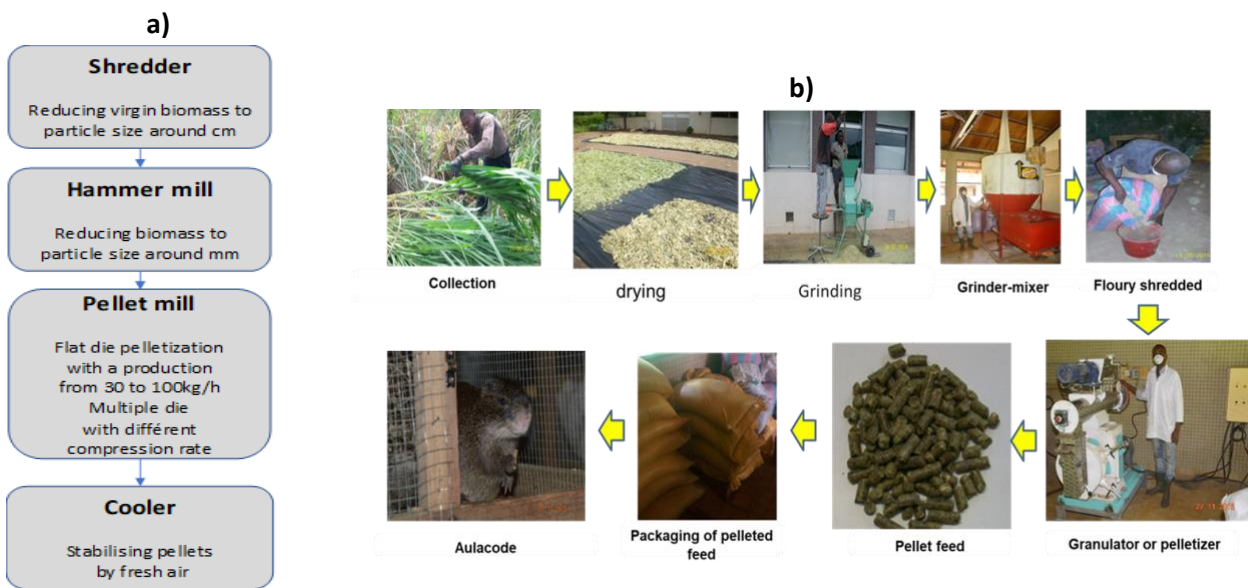 a)
Shredder
Reducing virgin biomass to
particle size around cm
Hammer mill
Reducing biomass to
particle size around mm
Pellet mill
Flat die pelletization
with a production
from 30 to 100kg/h
Multiple die
with différent
compression rate
Cooler
Stabilising pellets
by fresh air
b)
Collection
drying
Grinding
Grinder-mixer
Floury shredded
Aulacode
Packaging of pelleted
feed
Pellet feed
Granulator or pelletizer